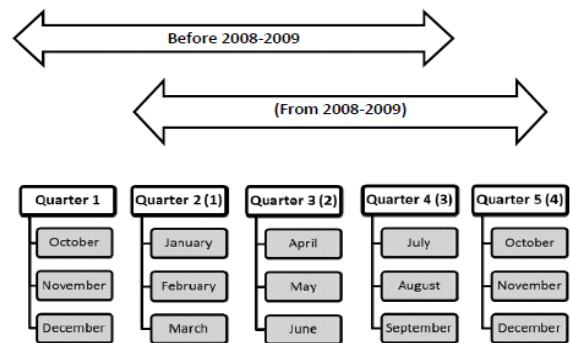 Before 2008-2009
(From 2008-2009)
Quarter 1
October
November
December
Quarter 2 (1)
January
February
March
Quarter 3 (2)
April
May
June
Quarter 4 (3)
July
August
September
Quarter 5 (4)
October
November
December